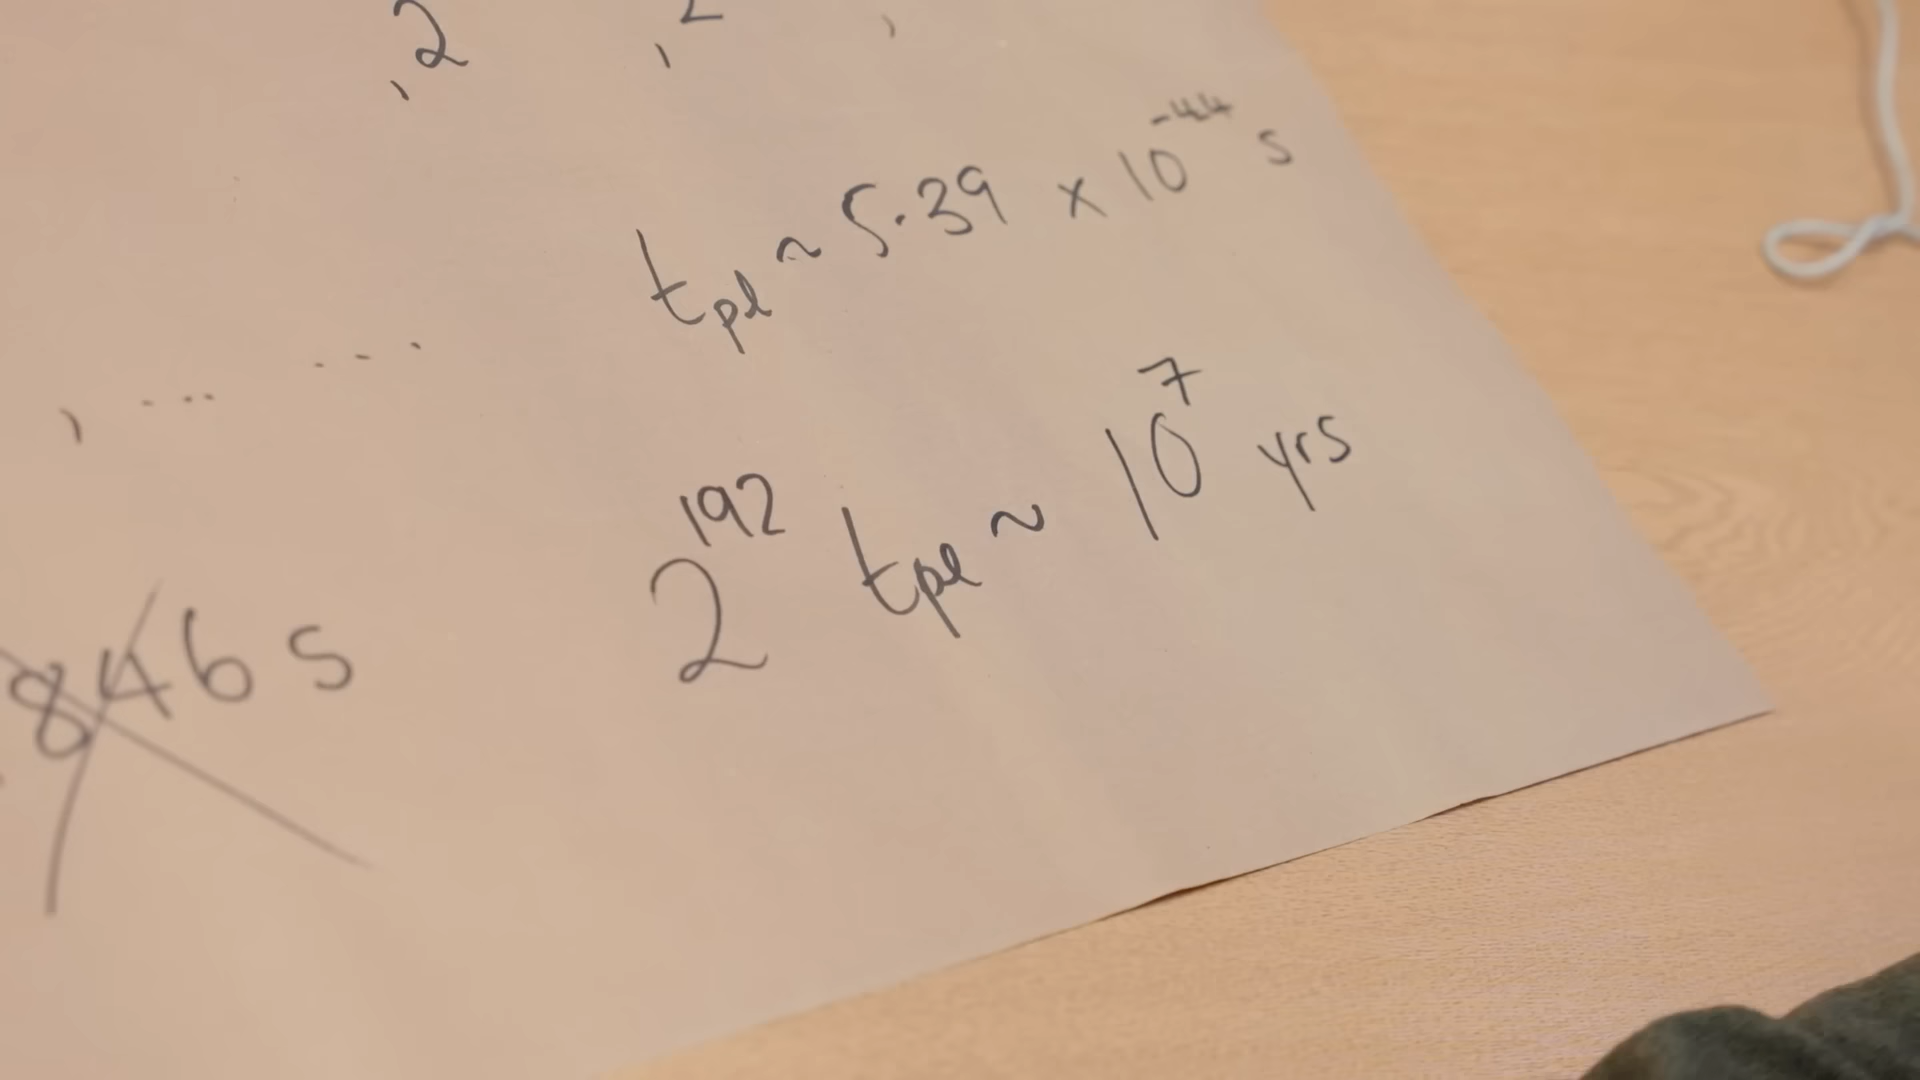 ,2 ,2 ,
t_pl ~ 5.39 × 10^-44 s
, .... ...
2^192 t_pl ~ 10^7 yrs
846 s